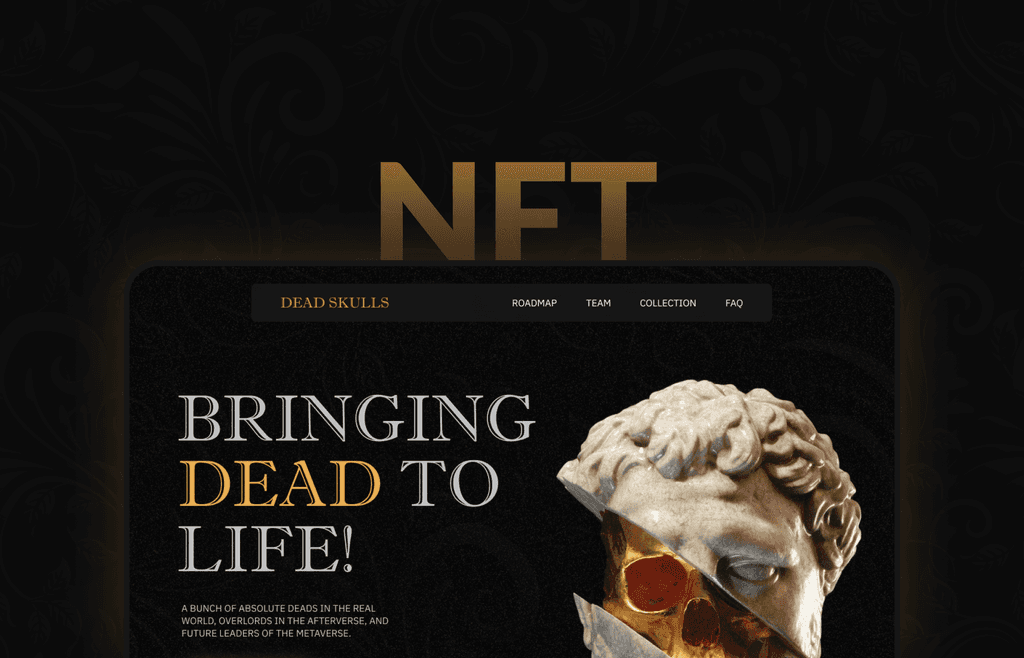 NFT
DEAD SKULLS ROADMAP TEAM COLLECTION FAQ
BRINGING
DEAD TO
LIFE!
A BUNCH OF ABSOLUTE DEADS IN THE REAL
WORLD, OVERLORDS IN THE AFTERVERSE, AND
FUTURE LEADERS OF THE METAVERSE.